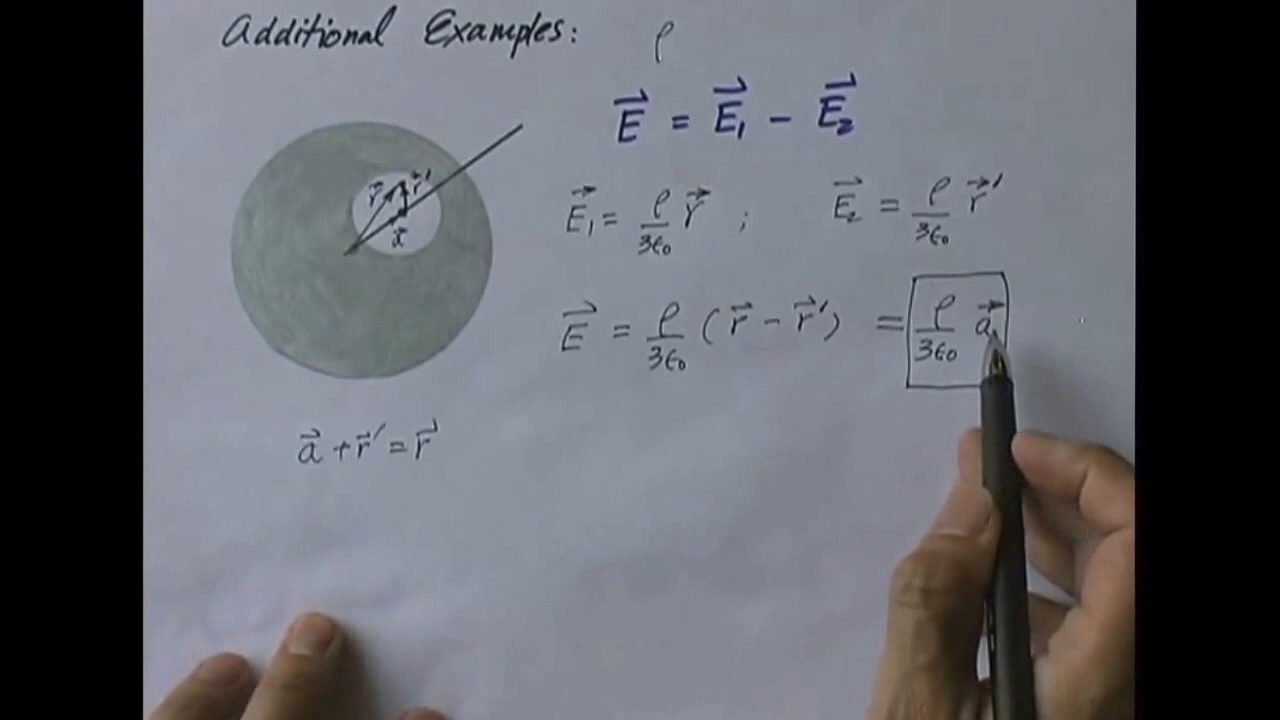 Additional Examples: ρ
E⃗ = E⃗₁ − E⃗₂
r⃗ r⃗′
a⃗
E⃗₁ = ρ/3ϵ₀ r⃗ ; E⃗₂ = ρ/3ϵ₀ r⃗′
E⃗ = ρ/3ϵ₀ (r⃗ − r⃗′) = ρ/3ϵ₀ a⃗
a⃗ + r⃗′ = r⃗